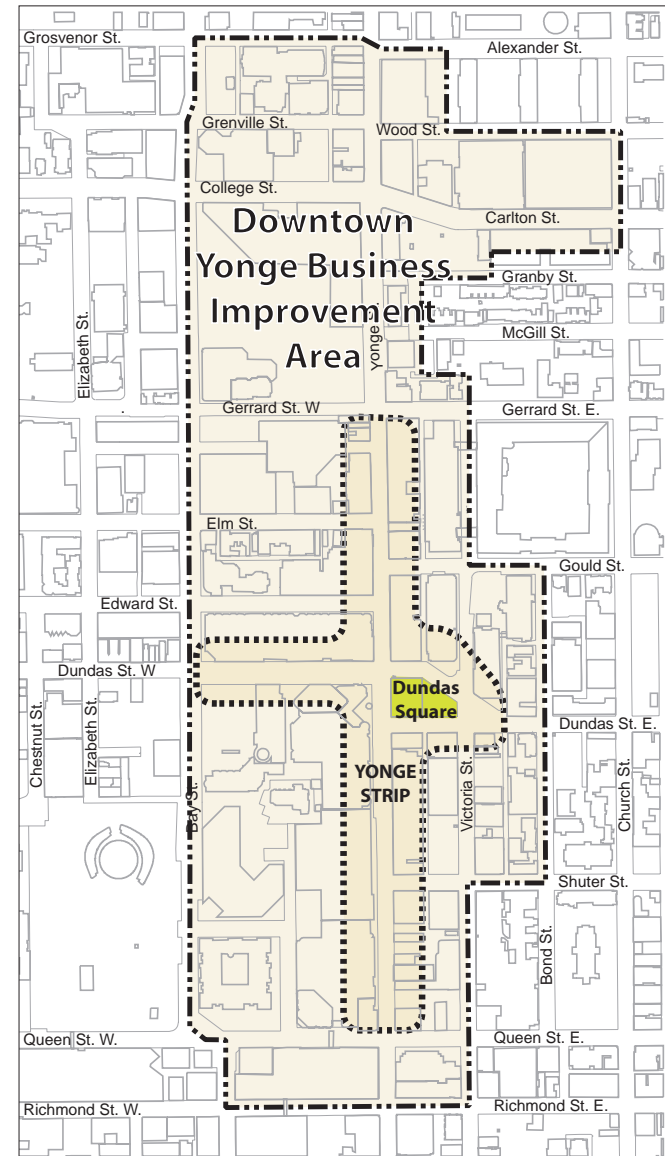 Grosvenor St.
Alexander St.
Grenville St.
Wood St.
College St.
Carlton St.
Downtown
Yonge Business
Improvement
Area
Granby St.
McGill St.
Elizabeth St.
Yonge
Gerrard St. W
Gerrard St. E.
Elm St.
Gould St.
Edward St.
Dundas St. W
Dundas
Square
Dundas St. E.
Chestnut St.
Elizabeth St.
Bay St.
YONGE
STRIP
Victoria St.
Church St.
Shuter St.
Bond St.
Queen St. W.
Queen St. E.
Richmond St. W.
Richmond St. E.